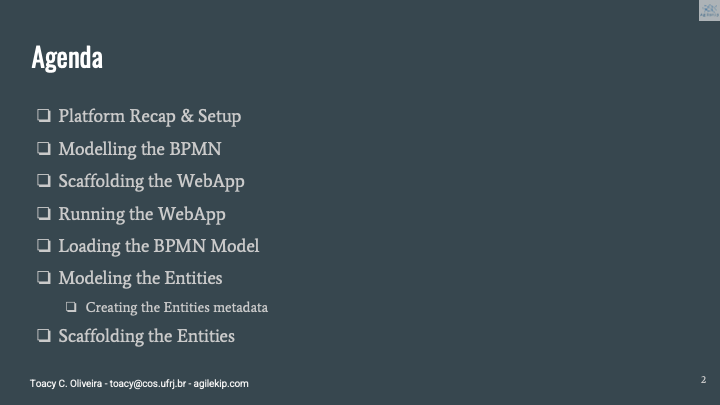 Agenda
❏ Platform Recap & Setup
❏ Modelling the BPMN
❏ Scaffolding the WebApp
❏ Running the WebApp
❏ Loading the BPMN Model
❏ Modeling the Entities
❏ Creating the Entities metadata
❏ Scaffolding the Entities
Toacy C. Oliveira - toacy@cos.ufrj.br - agilekip.com
2